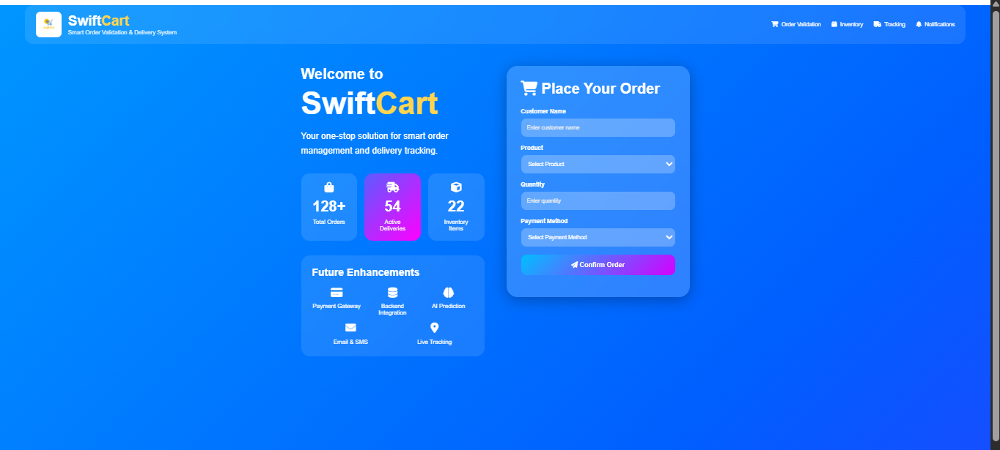 SwiftCart
Smart Order Validation & Delivery System
Order Validation
Inventory
Tracking
Notifications
Welcome to
SwiftCart
Your one-stop solution for smart order
management and delivery tracking.
128+
Total Orders
54
Active
Deliveries
22
Inventory
Items
Future Enhancements
Payment Gateway
Backend
Integration
AI Prediction
Email & SMS
Live Tracking
Place Your Order
Customer Name
Enter customer name
Product
Select Product
Quantity
Enter quantity
Payment Method
Select Payment Method
Confirm Order